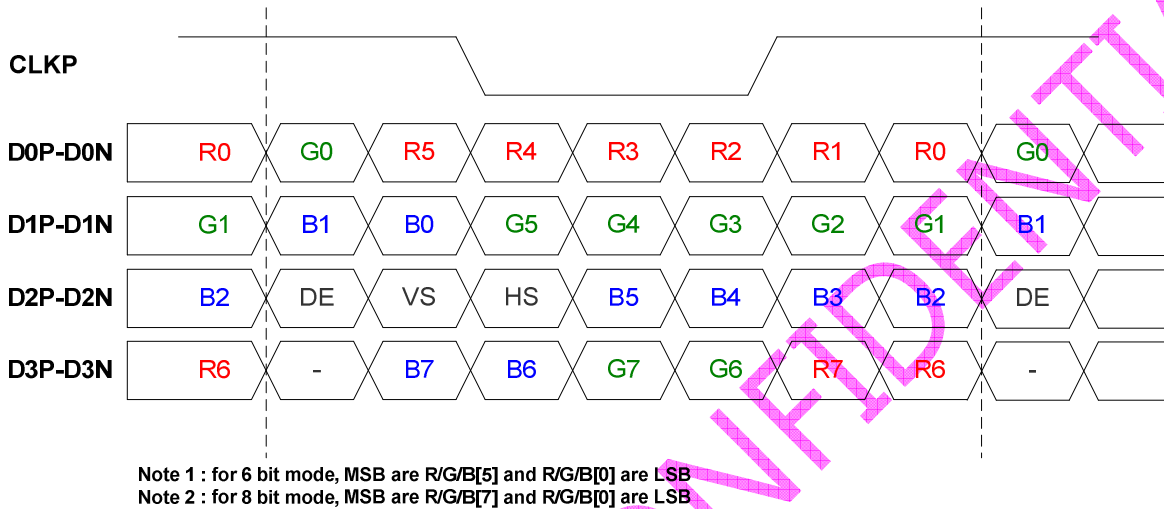 CLKP
D0P-D0N R0 G0 R5 R4 R3 R2 R1 R0 G0
D1P-D1N G1 B1 B0 G5 G4 G3 G2 G1 B1
D2P-D2N B2 DE VS HS B5 B4 B3 B2 DE
D3P-D3N R6 - B7 B6 G7 G6 R7 R6 -
Note 1 : for 6 bit mode, MSB are R/G/B[5] and R/G/B[0] are LSB
Note 2 : for 8 bit mode, MSB are R/G/B[7] and R/G/B[0] are LSB
ONFIDENTI